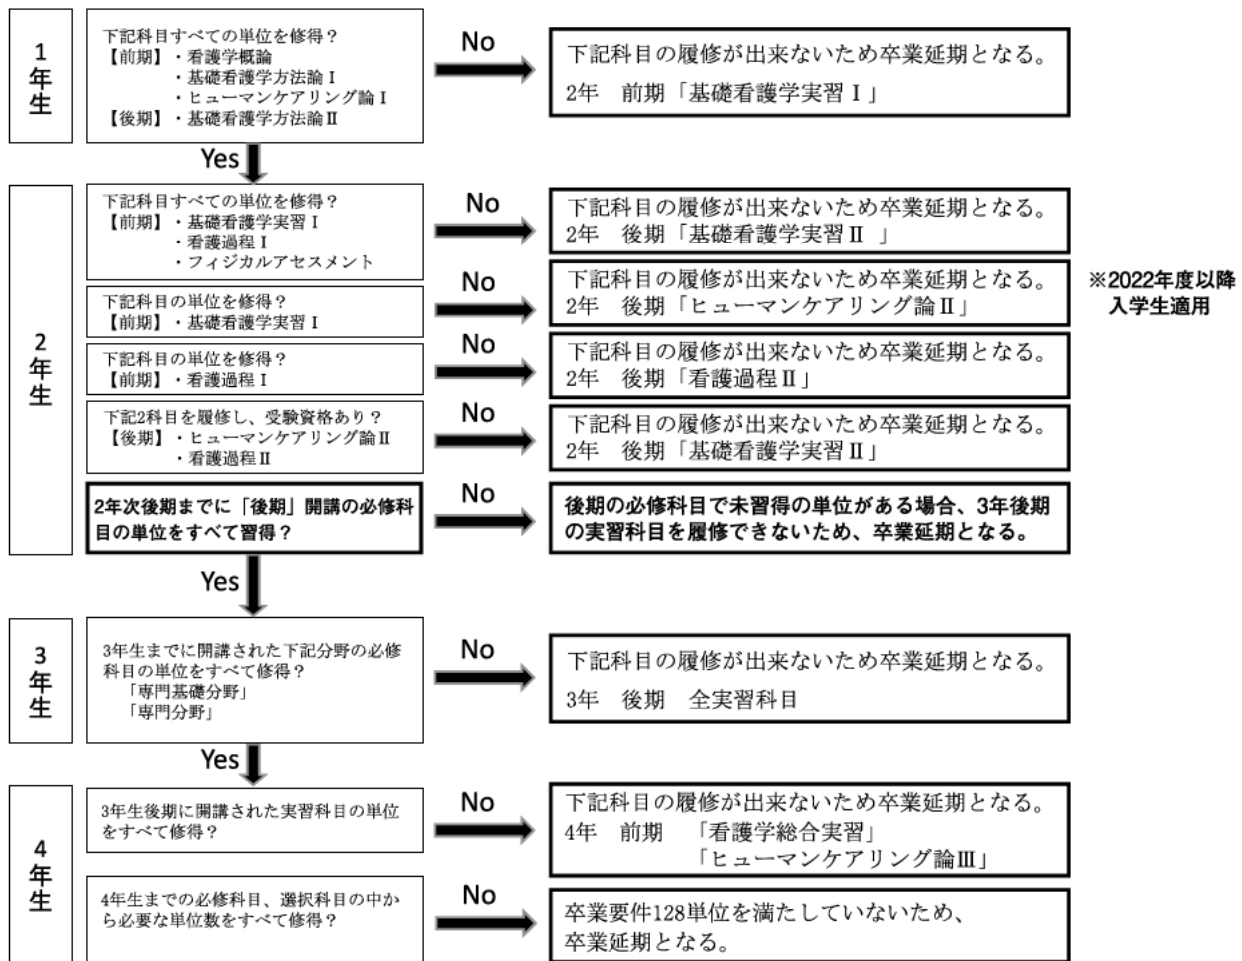 1年生
下記科目すべての単位を修得？
【前期】・看護学概論
・基礎看護学方法論Ⅰ
・ヒューマンケアリング論Ⅰ
【後期】・基礎看護学方法論Ⅱ
No
下記科目の履修が出来ないため卒業延期となる。
2年　前期「基礎看護学実習Ⅰ」
Yes
2年生
下記科目すべての単位を修得？
【前期】・基礎看護学実習Ⅰ
・看護過程Ⅰ
・フィジカルアセスメント
No
下記科目の履修が出来ないため卒業延期となる。
2年　後期「基礎看護学実習Ⅱ 」
下記科目の単位を修得？
【前期】・基礎看護学実習Ⅰ
No
下記科目の履修が出来ないため卒業延期となる。
2年　後期「ヒューマンケアリング論Ⅱ」
※2022年度以降
入学生適用
下記科目の単位を修得？
【前期】・看護過程Ⅰ
No
下記科目の履修が出来ないため卒業延期となる。
2年　後期「看護過程Ⅱ」
下記2科目を履修し、受験資格あり？
【後期】・ヒューマンケアリング論Ⅱ
・看護過程Ⅱ
No
下記科目の履修が出来ないため卒業延期となる。
2年　後期「基礎看護学実習Ⅱ」
2年次後期までに「後期」開講の必修科
目の単位をすべて習得？
No
後期の必修科目で未習得の単位がある場合、3年後期
の実習科目を履修できないため、卒業延期となる。
Yes
3年生
3年生までに開講された下記分野の必修
科目の単位をすべて修得？
「専門基礎分野」
「専門分野」
No
下記科目の履修が出来ないため卒業延期となる。
3年　後期　全実習科目
Yes
4年生
3年生後期に開講された実習科目の単位
をすべて修得？
No
下記科目の履修が出来ないため卒業延期となる。
4年　前期　「看護学総合実習」
「ヒューマンケアリング論Ⅲ」
4年生までの必修科目、選択科目の中か
ら必要な単位数をすべて修得？
No
卒業要件128単位を満たしていないため、
卒業延期となる。